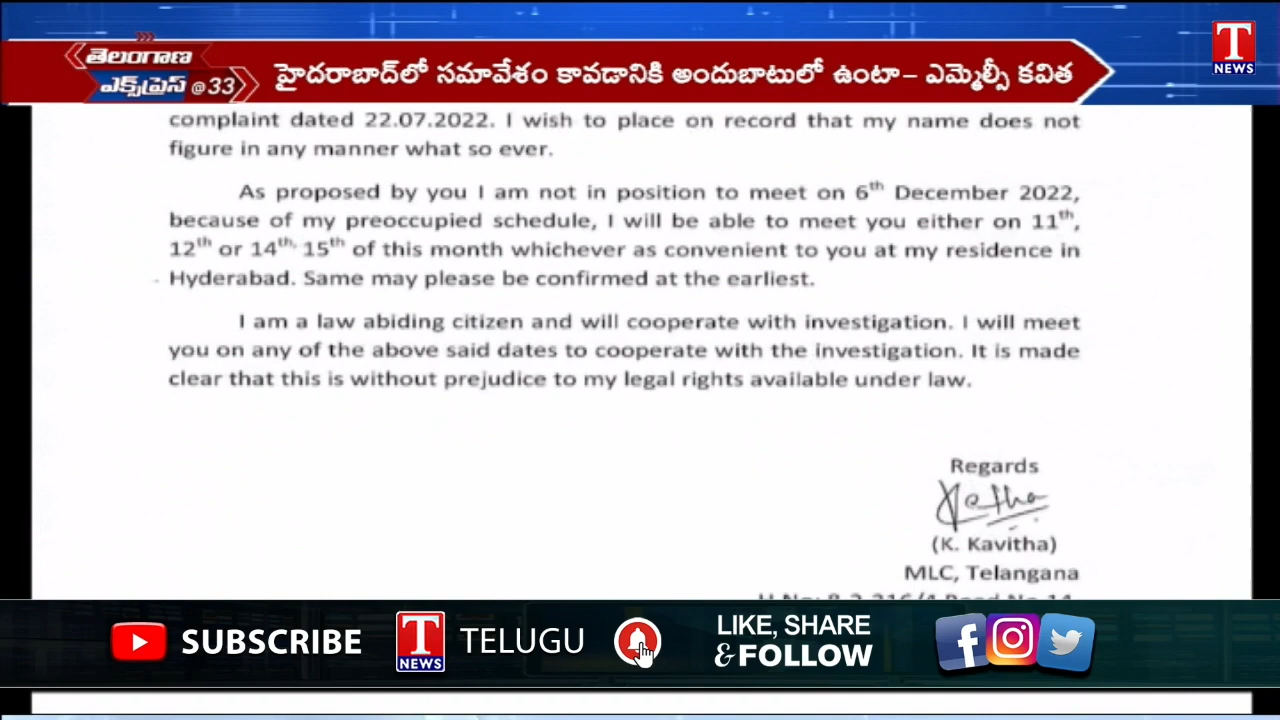 తెలంగాణ
ఎక్స్‌ప్రెస్ @33
హైదరాబాద్‌లో సమావేశం కావడానికి అందుబాటులో ఉంటా – ఎమ్మెల్సీ కవిత
T
NEWS
complaint dated 22.07.2022. I wish to place on record that my name does not
figure in any manner what so ever.
As proposed by you I am not in position to meet on 6th December 2022,
because of my preoccupied schedule, I will be able to meet you either on 11th,
12th or 14th, 15th of this month whichever as convenient to you at my residence in
Hyderabad. Same may please be confirmed at the earliest.
I am a law abiding citizen and will cooperate with investigation. I will meet
you on any of the above said dates to cooperate with the investigation. It is made
clear that this is without prejudice to my legal rights available under law.
Regards
(K. Kavitha)
MLC, Telangana
SUBSCRIBE
T
NEWS
TELUGU
LIKE, SHARE
& FOLLOW